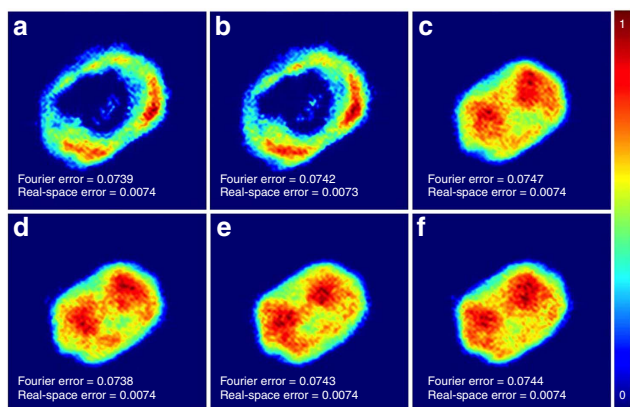 a
b
c
1
Fourier error = 0.0739
Real-space error = 0.0074
Fourier error = 0.0742
Real-space error = 0.0073
Fourier error = 0.0747
Real-space error = 0.0074
d
e
f
Fourier error = 0.0738
Real-space error = 0.0074
Fourier error = 0.0743
Real-space error = 0.0074
Fourier error = 0.0744
Real-space error = 0.0074
0